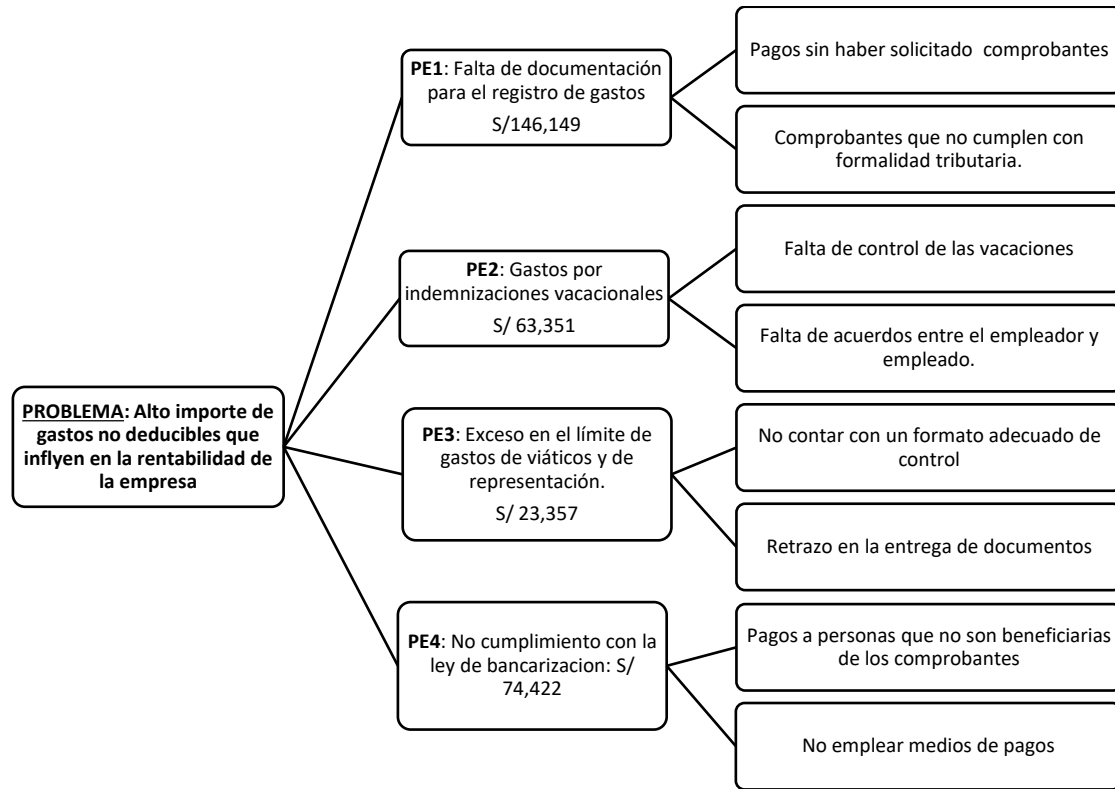 PROBLEMA: Alto importe de
gastos no deducibles que
influyen en la rentabilidad de
la empresa
PE1: Falta de documentación
para el registro de gastos
S/146,149
Pagos sin haber solicitado comprobantes
Comprobantes que no cumplen con
formalidad tributaria.
PE2: Gastos por
indemnizaciones vacacionales
S/ 63,351
Falta de control de las vacaciones
Falta de acuerdos entre el empleador y
empleado.
PE3: Exceso en el límite de
gastos de viáticos y de
representación.
S/ 23,357
No contar con un formato adecuado de
control
Retrazo en la entrega de documentos
PE4: No cumplimiento con la
ley de bancarizacion: S/
74,422
Pagos a personas que no son beneficiarias
de los comprobantes
No emplear medios de pagos